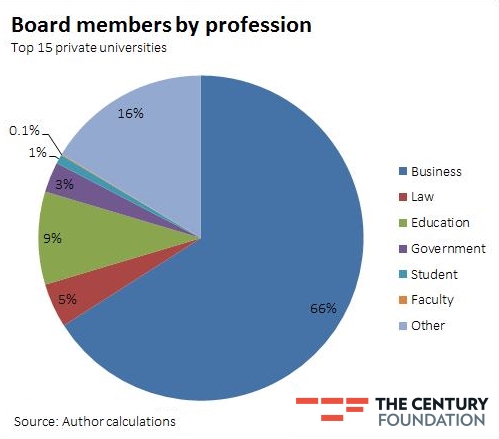 Board members by profession
Top 15 private universities
16%
0.1%
1%
3%
9%
5%
66%
Business
Law
Education
Government
Student
Faculty
Other
Source: Author calculations
THE CENTURY
FOUNDATION